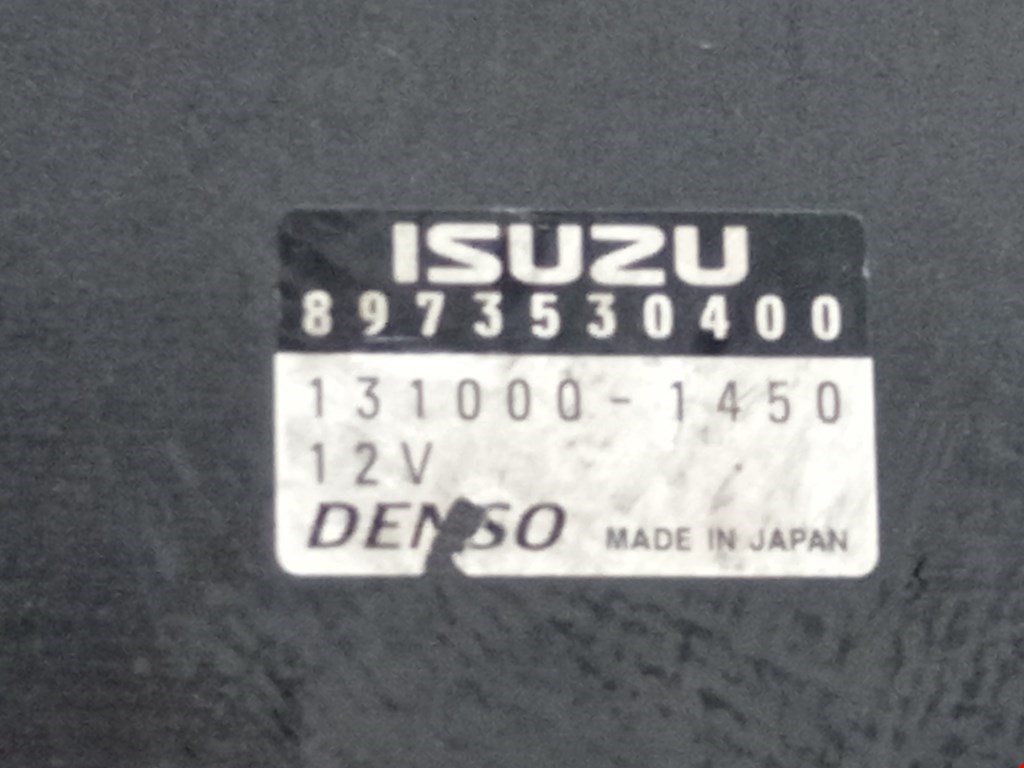 ISUZU
8973530400
131000-1450
12V
DENSO MADE IN JAPAN